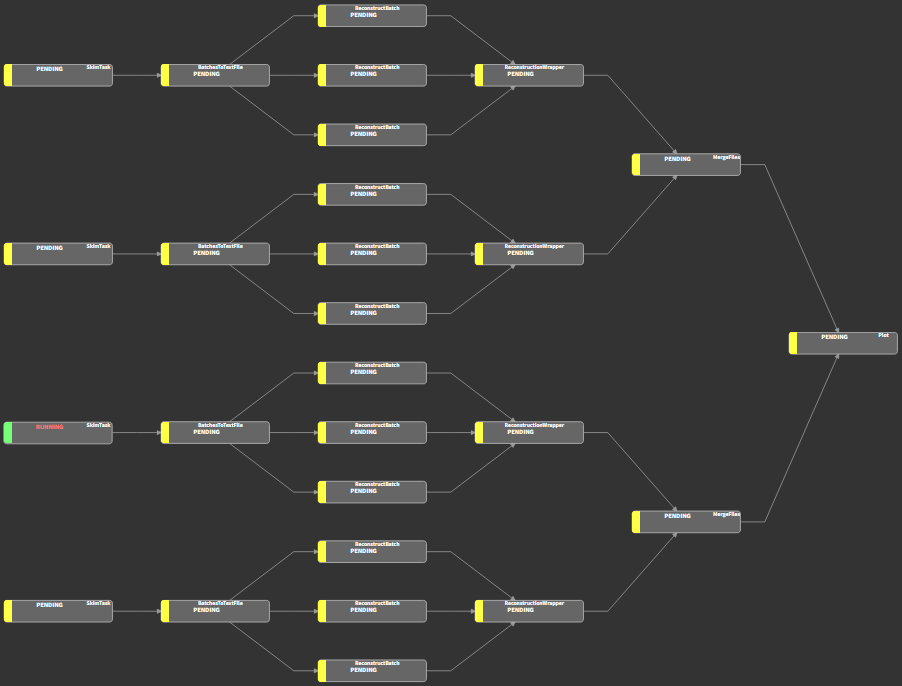 ReconstructBatch
PENDING
SkimTask
PENDING
BatchesToTextFile
PENDING
ReconstructBatch
PENDING
ReconstructionWrapper
PENDING
ReconstructBatch
PENDING
MergeFiles
PENDING
ReconstructBatch
PENDING
SkimTask
PENDING
BatchesToTextFile
PENDING
ReconstructBatch
PENDING
ReconstructionWrapper
PENDING
ReconstructBatch
PENDING
Plot
PENDING
ReconstructBatch
PENDING
SkimTask
RUNNING
BatchesToTextFile
PENDING
ReconstructBatch
PENDING
ReconstructionWrapper
PENDING
ReconstructBatch
PENDING
MergeFiles
PENDING
ReconstructBatch
PENDING
SkimTask
PENDING
BatchesToTextFile
PENDING
ReconstructBatch
PENDING
ReconstructionWrapper
PENDING
ReconstructBatch
PENDING